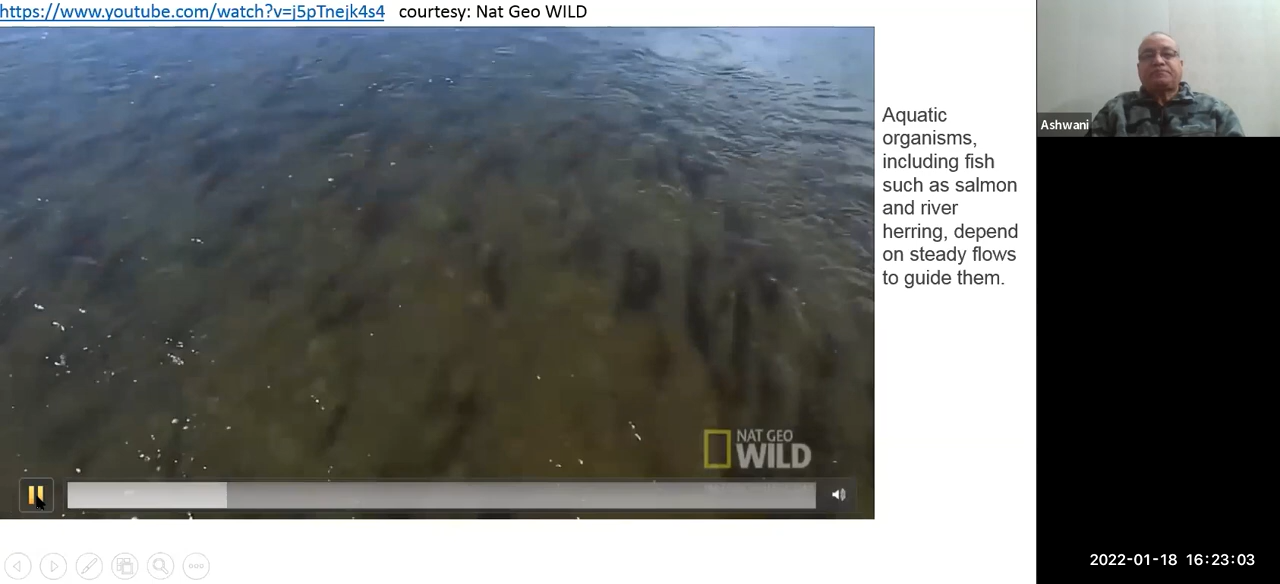 https://www.youtube.com/watch?v=j5pTnejk4s4 courtesy: Nat Geo WILD
Aquatic
organisms,
including fish
such as salmon
and river
herring, depend
on steady flows
to guide them.
Ashwani
NAT GEO
WILD
2022-01-18 16:23:03